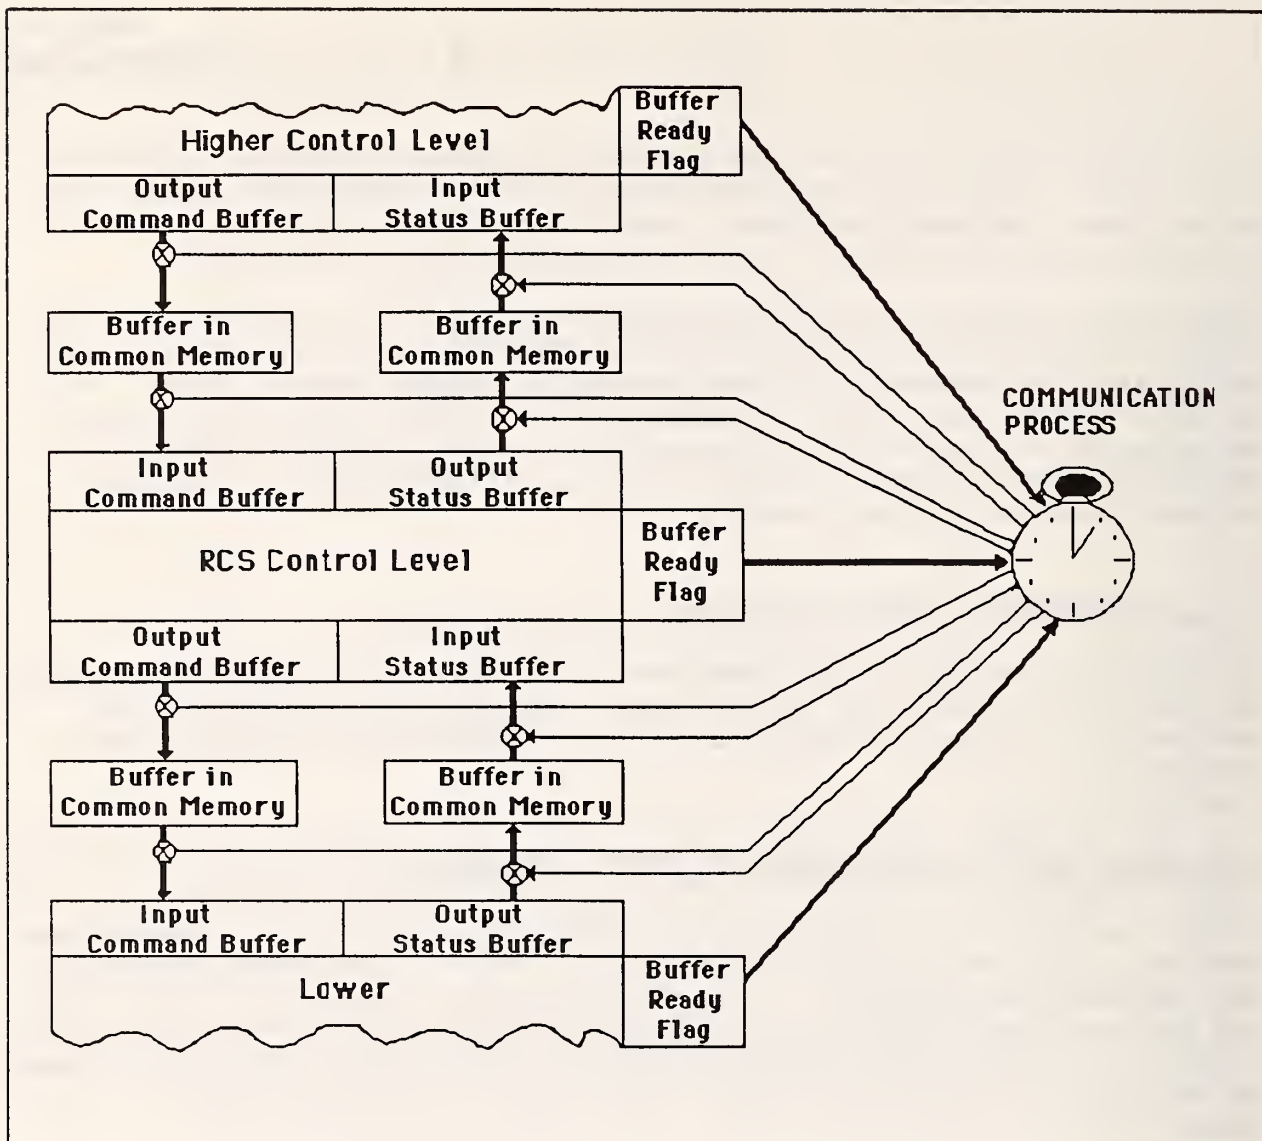 Buffer
Ready
Flag
Higher Control Level
Output
Command Buffer
Input
Status Buffer
Buffer in
Common Memory
Buffer in
Common Memory
COMMUNICATION
PROCESS
Input
Command Buffer
Output
Status Buffer
RCS Control Level
Buffer
Ready
Flag
Output
Command Buffer
Input
Status Buffer
Buffer in
Common Memory
Buffer in
Common Memory
Input
Command Buffer
Output
Status Buffer
Lower
Buffer
Ready
Flag